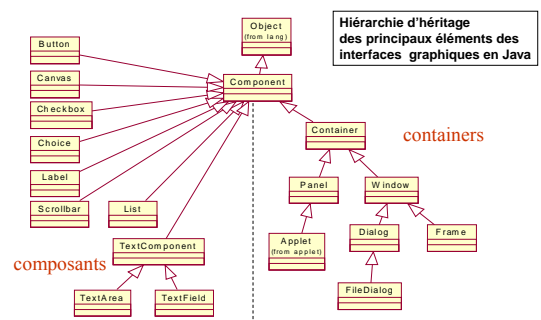 Object
(from lang)
Hiérarchie d'héritage
des principaux éléments des
interfaces graphiques en Java
Button
Canvas
Component
Checkbox
Container
containers
Choice
Label
Panel
Window
Scrollbar
List
TextComponent
Applet
(from applet)
Dialog
Frame
composants
TextArea
TextField
FileDialog